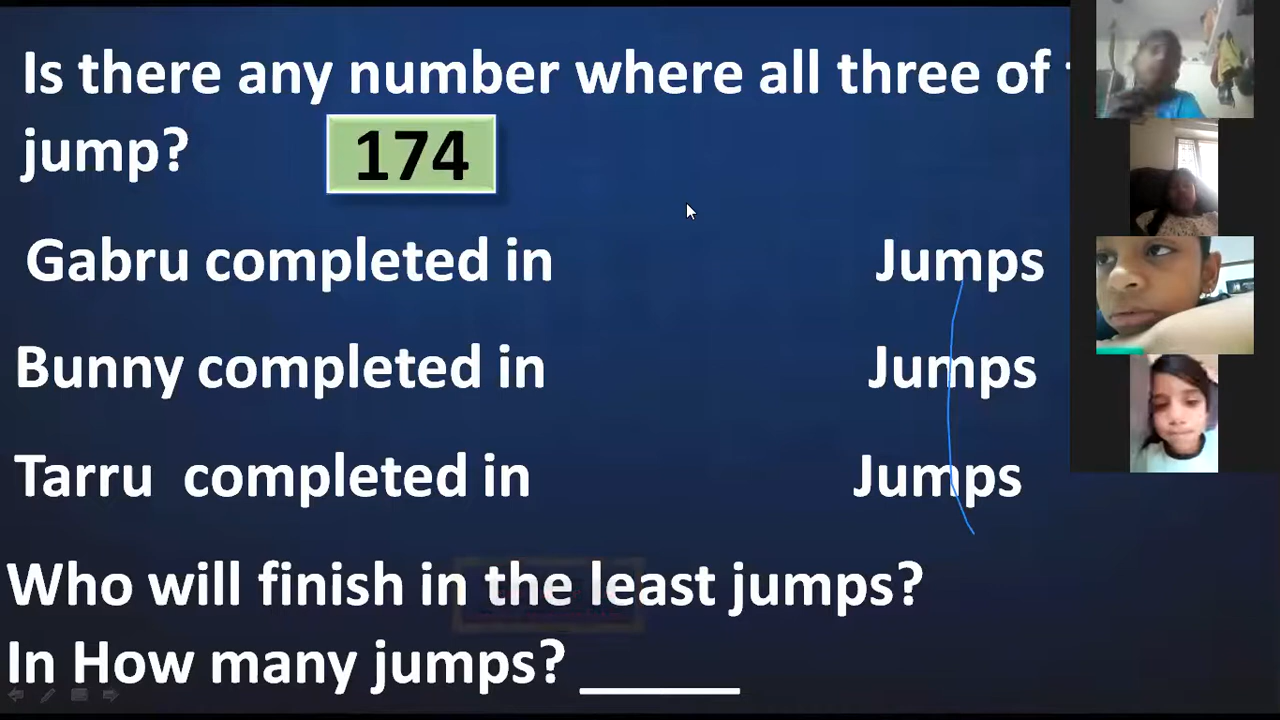 Is there any number where all three of
jump?
174
Gabru completed in Jumps
Bunny completed in Jumps
Tarru completed in Jumps
Who will finish in the least jumps?
In How many jumps? ______